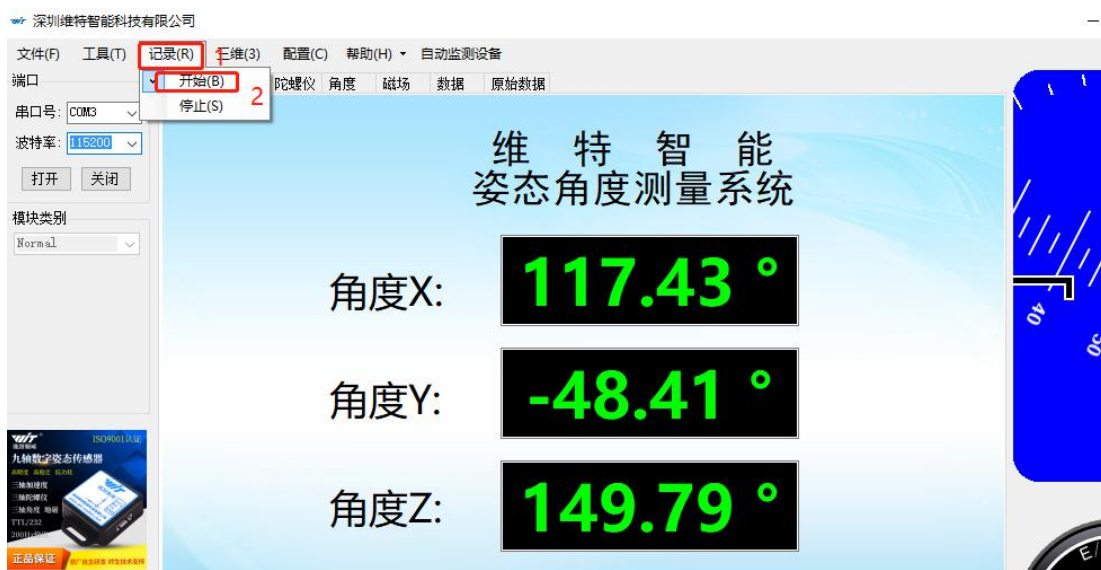 深圳维特智能科技有限公司
文件(F) 工具(T) 记录(R) 1 三维(3) 配置(C) 帮助(H) 自动监测设备
端口
开始(B) 2
停止(S)
陀螺仪 角度 磁场 数据 原始数据
串口号: COM3
波特率: 115200
打开 关闭
模块类别
Normal
维特智能
姿态角度测量系统
角度X: 117.43 °
角度Y: -48.41 °
角度Z: 149.79 °
40
50
E
WIT
ISO9001认证
九轴数字姿态传感器
三轴加速度
三轴陀螺仪
三轴角度
TTL/232
正品保证